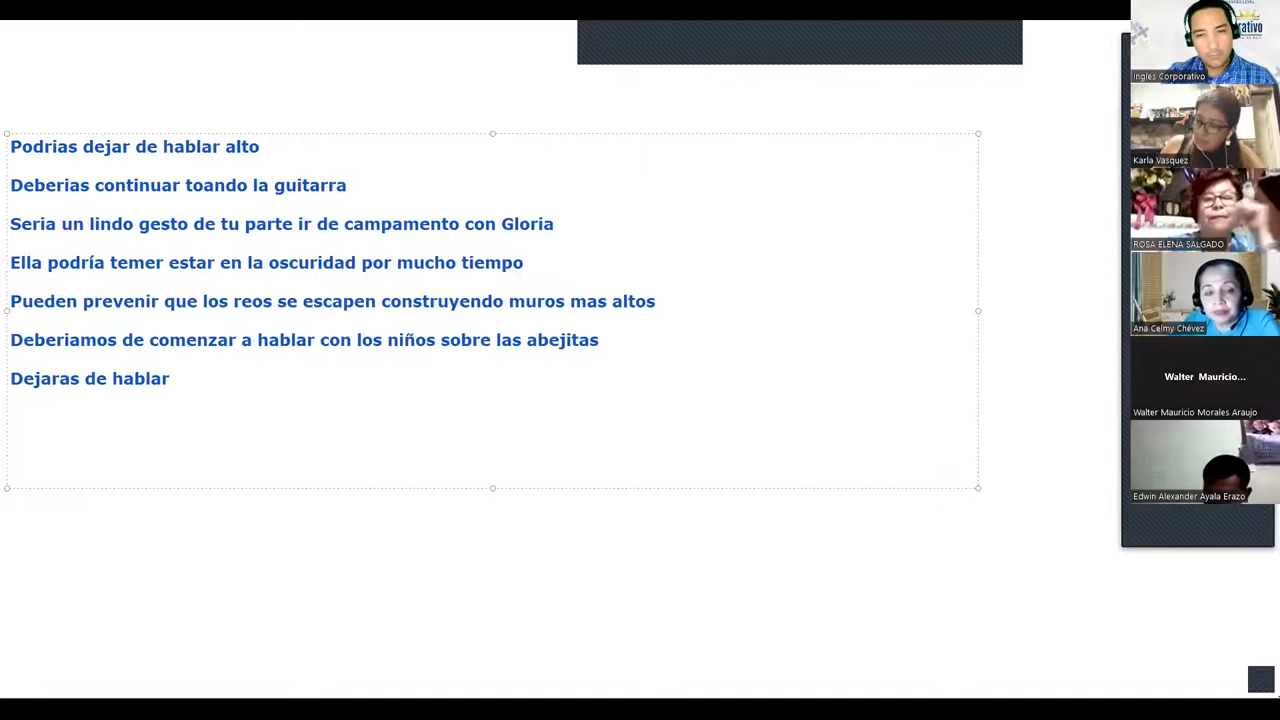 Podrias dejar de hablar alto
Deberias continuar toando la guitarra
Seria un lindo gesto de tu parte ir de campamento con Gloria
Ella podría temer estar en la oscuridad por mucho tiempo
Pueden prevenir que los reos se escapen construyendo muros mas altos
Deberiamos de comenzar a hablar con los niños sobre las abejitas
Dejaras de hablar
Ingles Corporativo
Karla Vasquez
ROSA ELENA SALGADO
Ana Celmy Chévez
Walter Mauricio...
Walter Mauricio Morales Araujo
Edwin Alexander Ayala Erazo